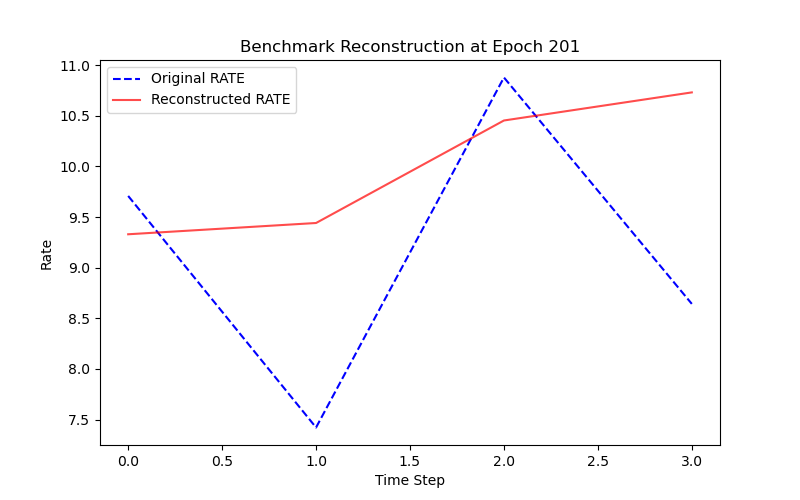 Benchmark Reconstruction at Epoch 201
Original RATE
Reconstructed RATE
11.0
10.5
10.0
9.5
9.0
8.5
8.0
7.5
Rate
0.0 0.5 1.0 1.5 2.0 2.5 3.0
Time Step